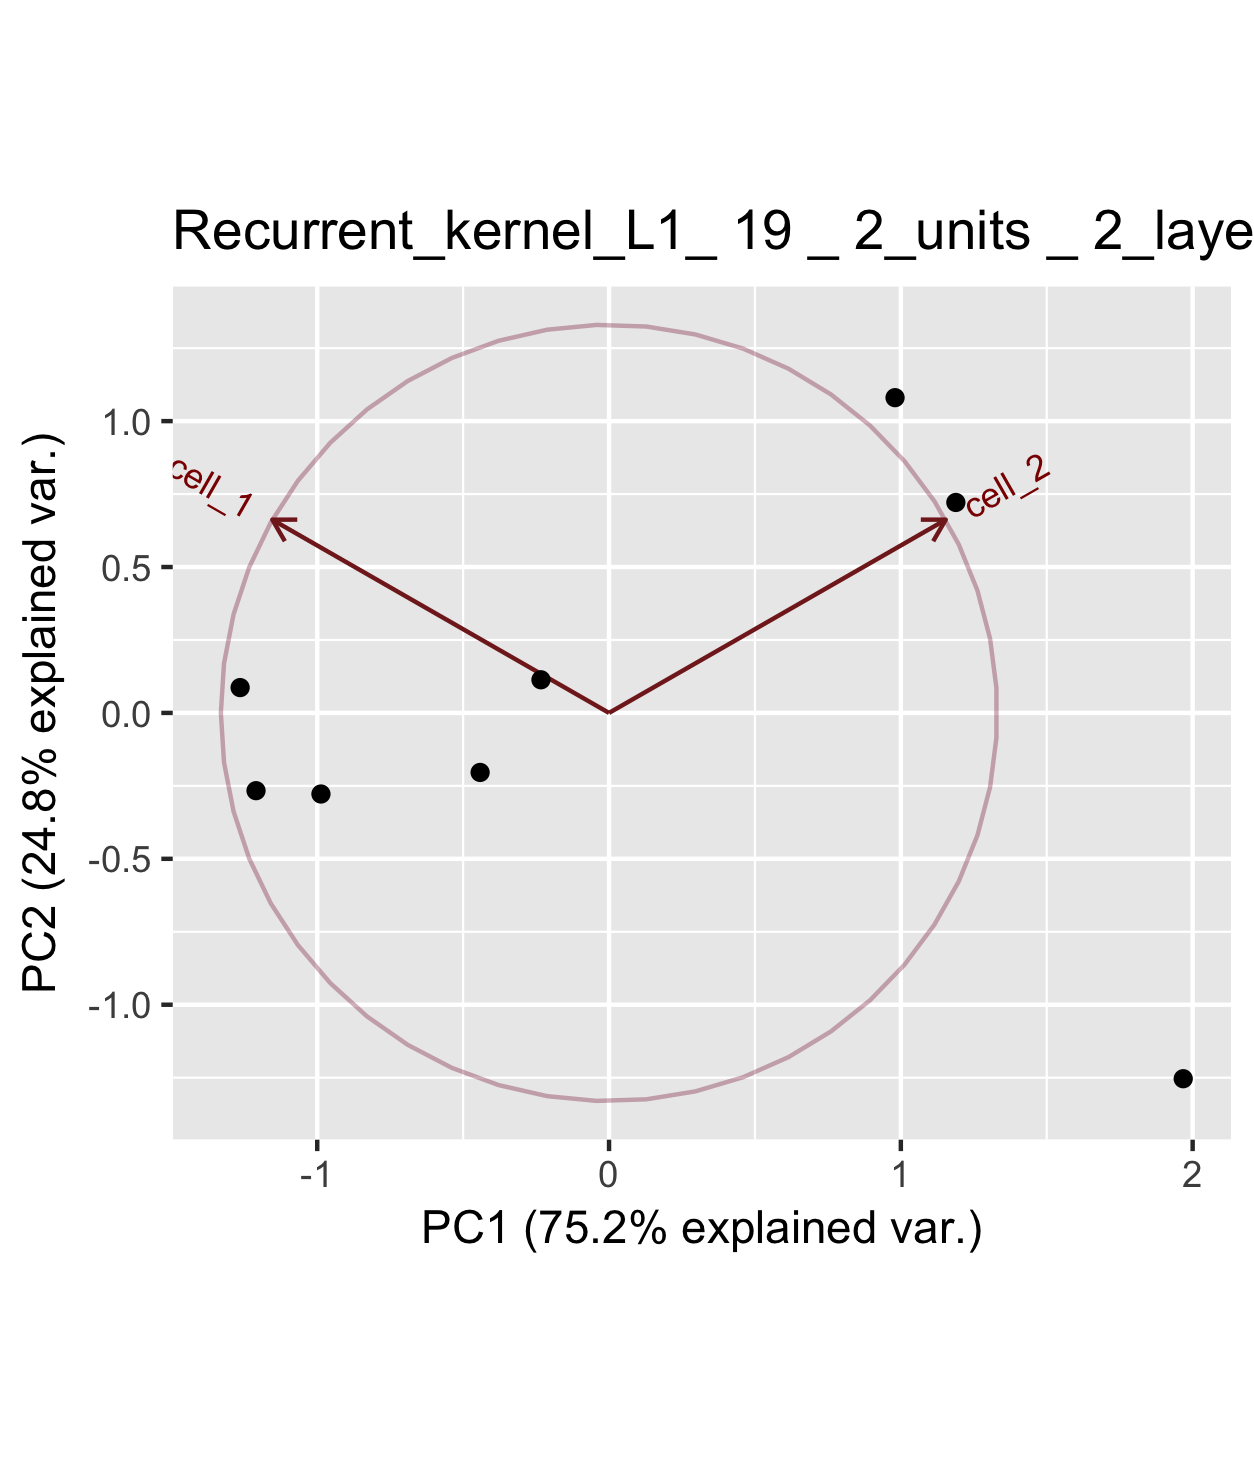 Recurrent_kernel_L1_ 19 _ 2_units _ 2_laye
PC2 (24.8% explained var.)
1.0
0.5
0.0
-0.5
-1.0
cell_1
cell_2
-1
0
1
2
PC1 (75.2% explained var.)